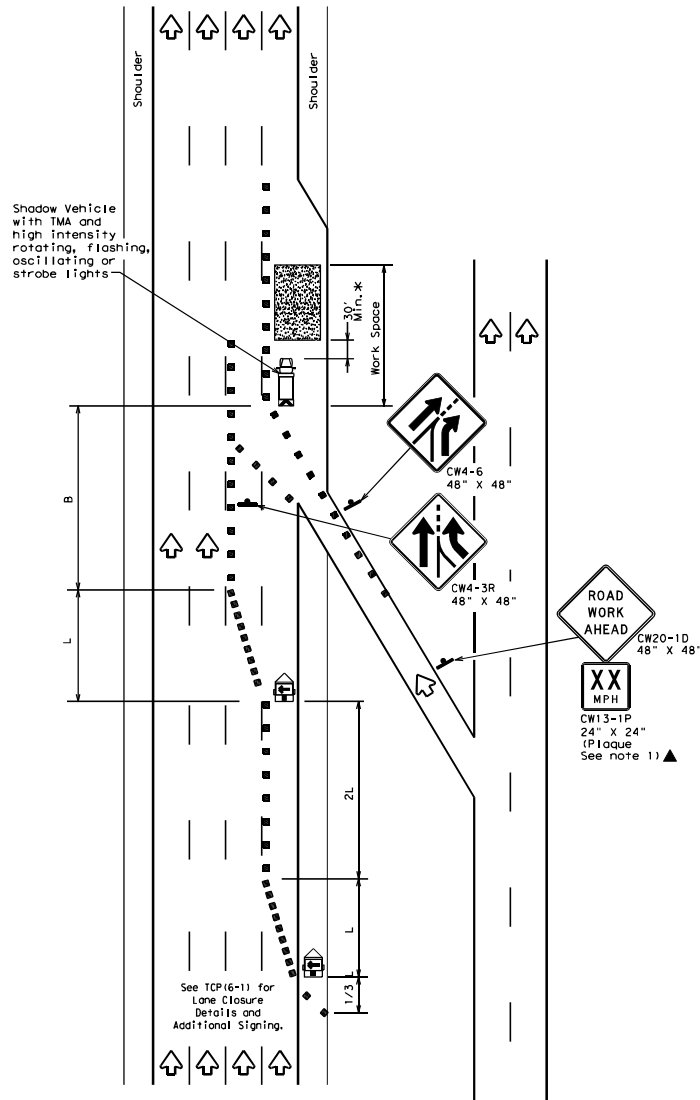 Shoulder
Shoulder
Shadow Vehicle
with TMA and
high intensity
rotating, flashing,
oscillating or
strobe lights
30'
Min.*
Work Space
CW4-6
48" X 48"
B
CW4-3R
48" X 48"
ROAD
WORK
AHEAD
CW20-1D
48" X 48"
XX
MPH
CW13-1P
24" X 24"
(Plaque
See note 1) ▲
L
2L
L
1/3 L
See TCP(6-1) for
Lane Closure
Details and
Additional Signing.